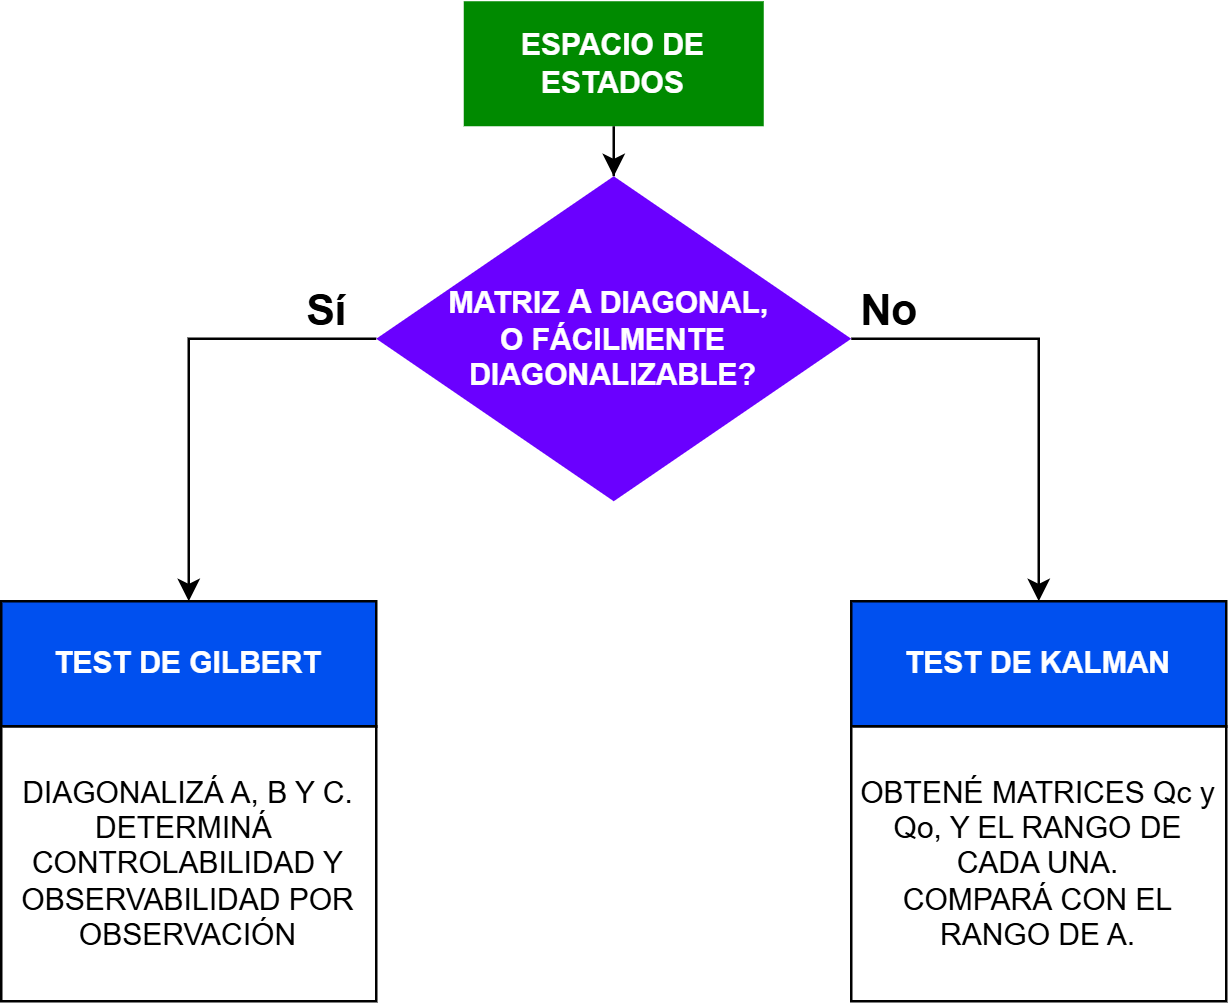 ESPACIO DE
ESTADOS
MATRIZ A DIAGONAL,
O FÁCILMENTE
DIAGONALIZABLE?
Sí
No
TEST DE GILBERT
DIAGONALIZÁ A, B Y C.
DETERMINÁ
CONTROLABILIDAD Y
OBSERVABILIDAD POR
OBSERVACIÓN
TEST DE KALMAN
OBTENÉ MATRICES Qc y
Qo, Y EL RANGO DE
CADA UNA.
COMPARÁ CON EL
RANGO DE A.